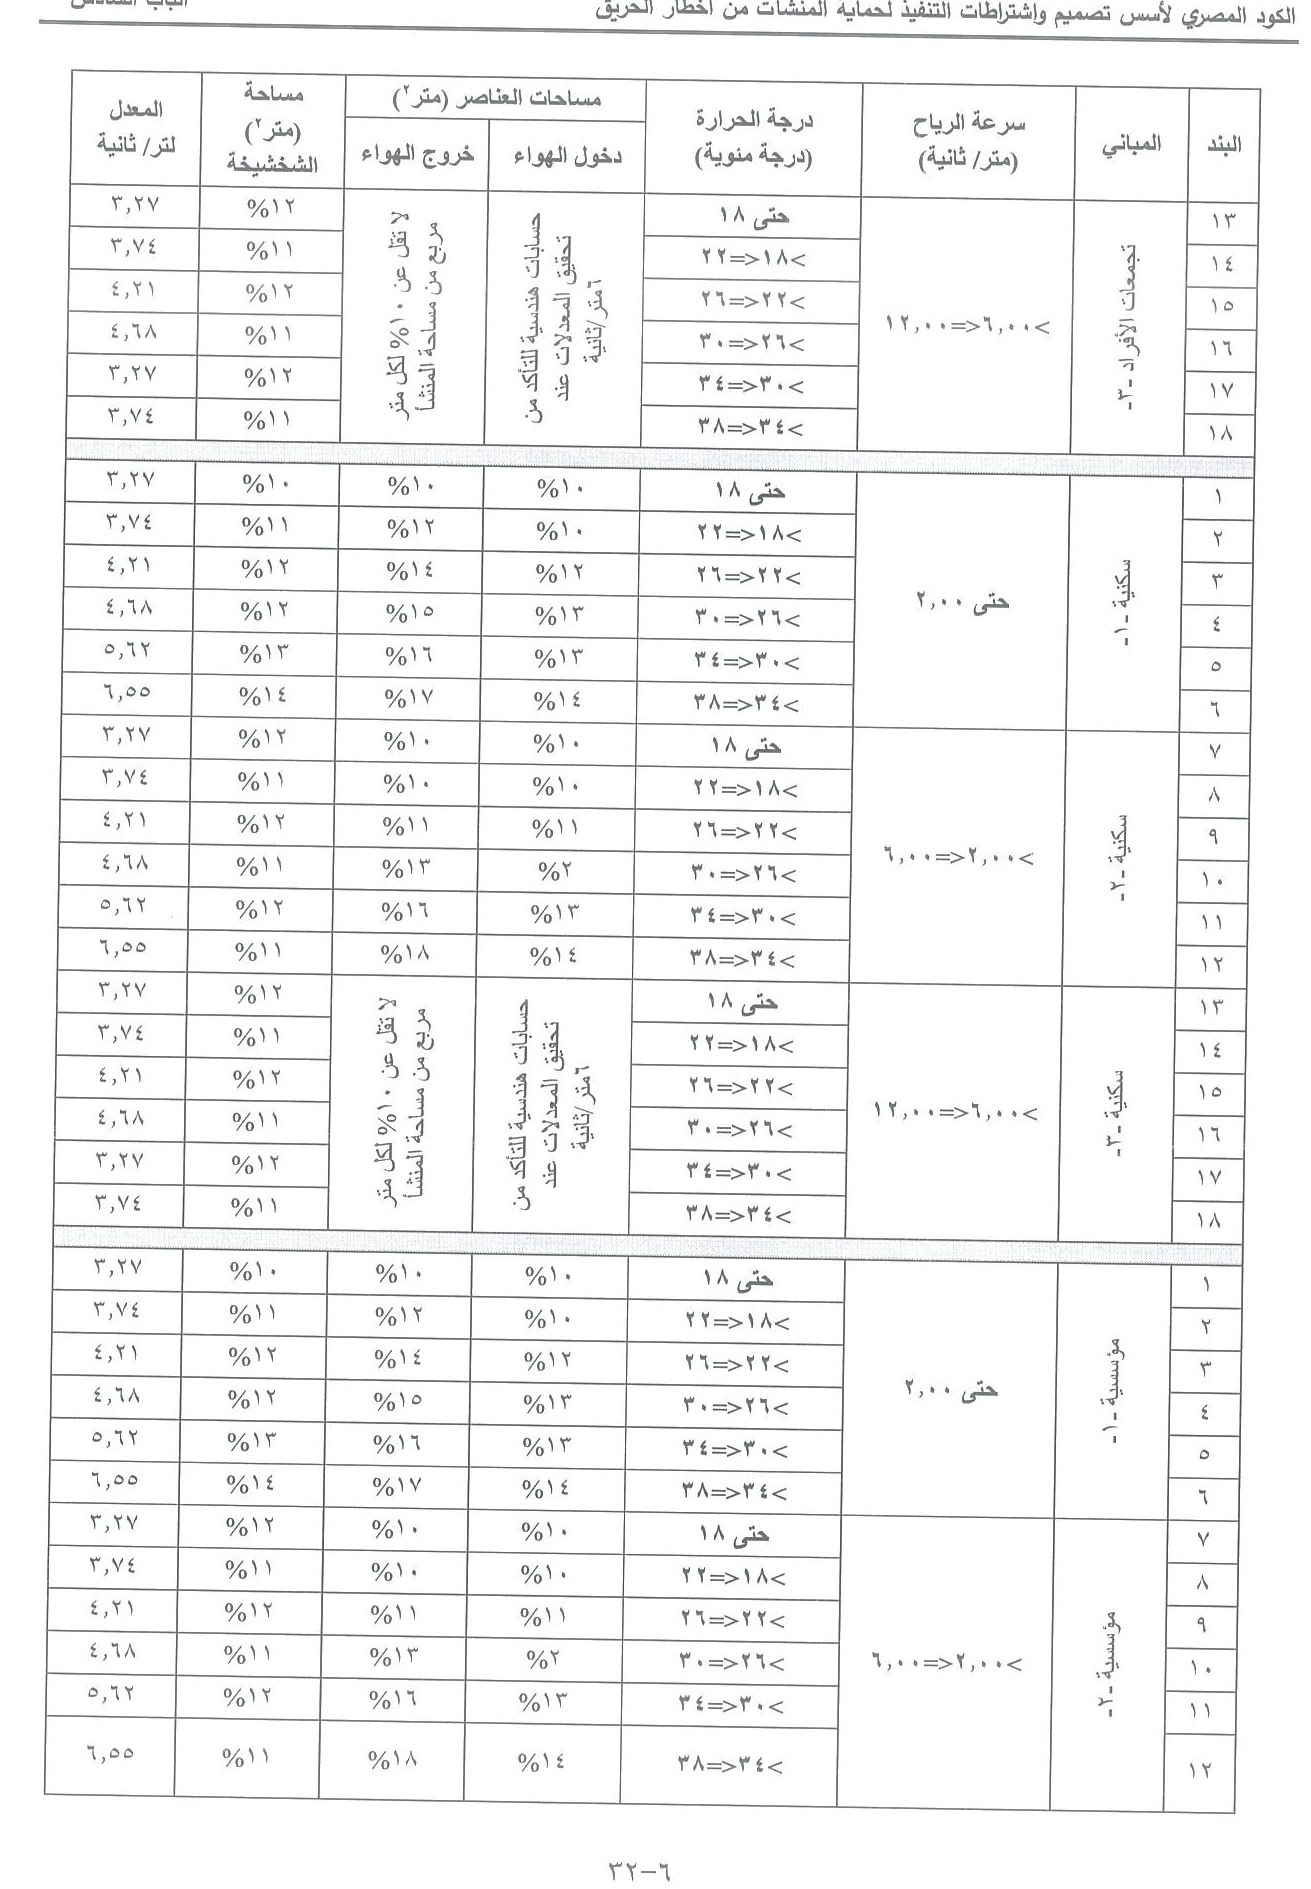 الكود المصري لأسس تصميم واشتراطات التنفيذ لحماية المنشآت من أخطار الحريق الباب السادس
البند المباني سرعة الرياح (متر/ ثانية) درجة الحرارة (درجة مئوية) مساحات العناصر (متر٢) مساحة (متر٢) الشخشيخة المعدل لتر/ ثانية
دخول الهواء خروج الهواء
تجمعات الأفراد -٣-
>٦,٠٠<=١٢,٠٠
حسابات هندسية للتأكد من تحقيق المعدلات عند ٦متر/ثانية
لا تقل عن ١٠% لكل متر مربع من مساحة المنشأ
١٣ حتى ١٨ ١٢% ٣,٢٧
١٤ >١٨<=٢٢ ١١% ٣,٧٤
١٥ >٢٢<=٢٦ ١٢% ٤,٢١
١٦ >٢٦<=٣٠ ١١% ٤,٦٨
١٧ >٣٠<=٣٤ ١٢% ٣,٢٧
١٨ >٣٤<=٣٨ ١١% ٣,٧٤
سكنية -١-
حتى ٢,٠٠
١ حتى ١٨ ١٠% ١٠% ١٠% ٣,٢٧
٢ >١٨<=٢٢ ١٠% ١٢% ١١% ٣,٧٤
٣ >٢٢<=٢٦ ١٢% ١٤% ١٢% ٤,٢١
٤ >٢٦<=٣٠ ١٣% ١٥% ١٢% ٤,٦٨
٥ >٣٠<=٣٤ ١٣% ١٦% ١٣% ٥,٦٢
٦ >٣٤<=٣٨ ١٤% ١٧% ١٤% ٦,٥٥
سكنية -٢-
>٢,٠٠<=٦,٠٠
٧ حتى ١٨ ١٠% ١٠% ١٢% ٣,٢٧
٨ >١٨<=٢٢ ١٠% ١٠% ١١% ٣,٧٤
٩ >٢٢<=٢٦ ١١% ١١% ١٢% ٤,٢١
١٠ >٢٦<=٣٠ ٢% ١٣% ١١% ٤,٦٨
١١ >٣٠<=٣٤ ١٣% ١٦% ١٢% ٥,٦٢
١٢ >٣٤<=٣٨ ١٤% ١٨% ١١% ٦,٥٥
سكنية -٣-
>٦,٠٠<=١٢,٠٠
حسابات هندسية للتأكد من تحقيق المعدلات عند ٦متر/ثانية
لا تقل عن ١٠% لكل متر مربع من مساحة المنشأ
١٣ حتى ١٨ ١٢% ٣,٢٧
١٤ >١٨<=٢٢ ١١% ٣,٧٤
١٥ >٢٢<=٢٦ ١٢% ٤,٢١
١٦ >٢٦<=٣٠ ١١% ٤,٦٨
١٧ >٣٠<=٣٤ ١٢% ٣,٢٧
١٨ >٣٤<=٣٨ ١١% ٣,٧٤
مؤسسية -١-
حتى ٢,٠٠
١ حتى ١٨ ١٠% ١٠% ١٠% ٣,٢٧
٢ >١٨<=٢٢ ١٠% ١٢% ١١% ٣,٧٤
٣ >٢٢<=٢٦ ١٢% ١٤% ١٢% ٤,٢١
٤ >٢٦<=٣٠ ١٣% ١٥% ١٢% ٤,٦٨
٥ >٣٠<=٣٤ ١٣% ١٦% ١٣% ٥,٦٢
٦ >٣٤<=٣٨ ١٤% ١٧% ١٤% ٦,٥٥
مؤسسية -٢-
>٢,٠٠<=٦,٠٠
٧ حتى ١٨ ١٠% ١٠% ١٢% ٣,٢٧
٨ >١٨<=٢٢ ١٠% ١٠% ١١% ٣,٧٤
٩ >٢٢<=٢٦ ١١% ١١% ١٢% ٤,٢١
١٠ >٢٦<=٣٠ ٢% ١٣% ١١% ٤,٦٨
١١ >٣٠<=٣٤ ١٣% ١٦% ١٢% ٥,٦٢
١٢ >٣٤<=٣٨ ١٤% ١٨% ١١% ٦,٥٥
٦-٣٢